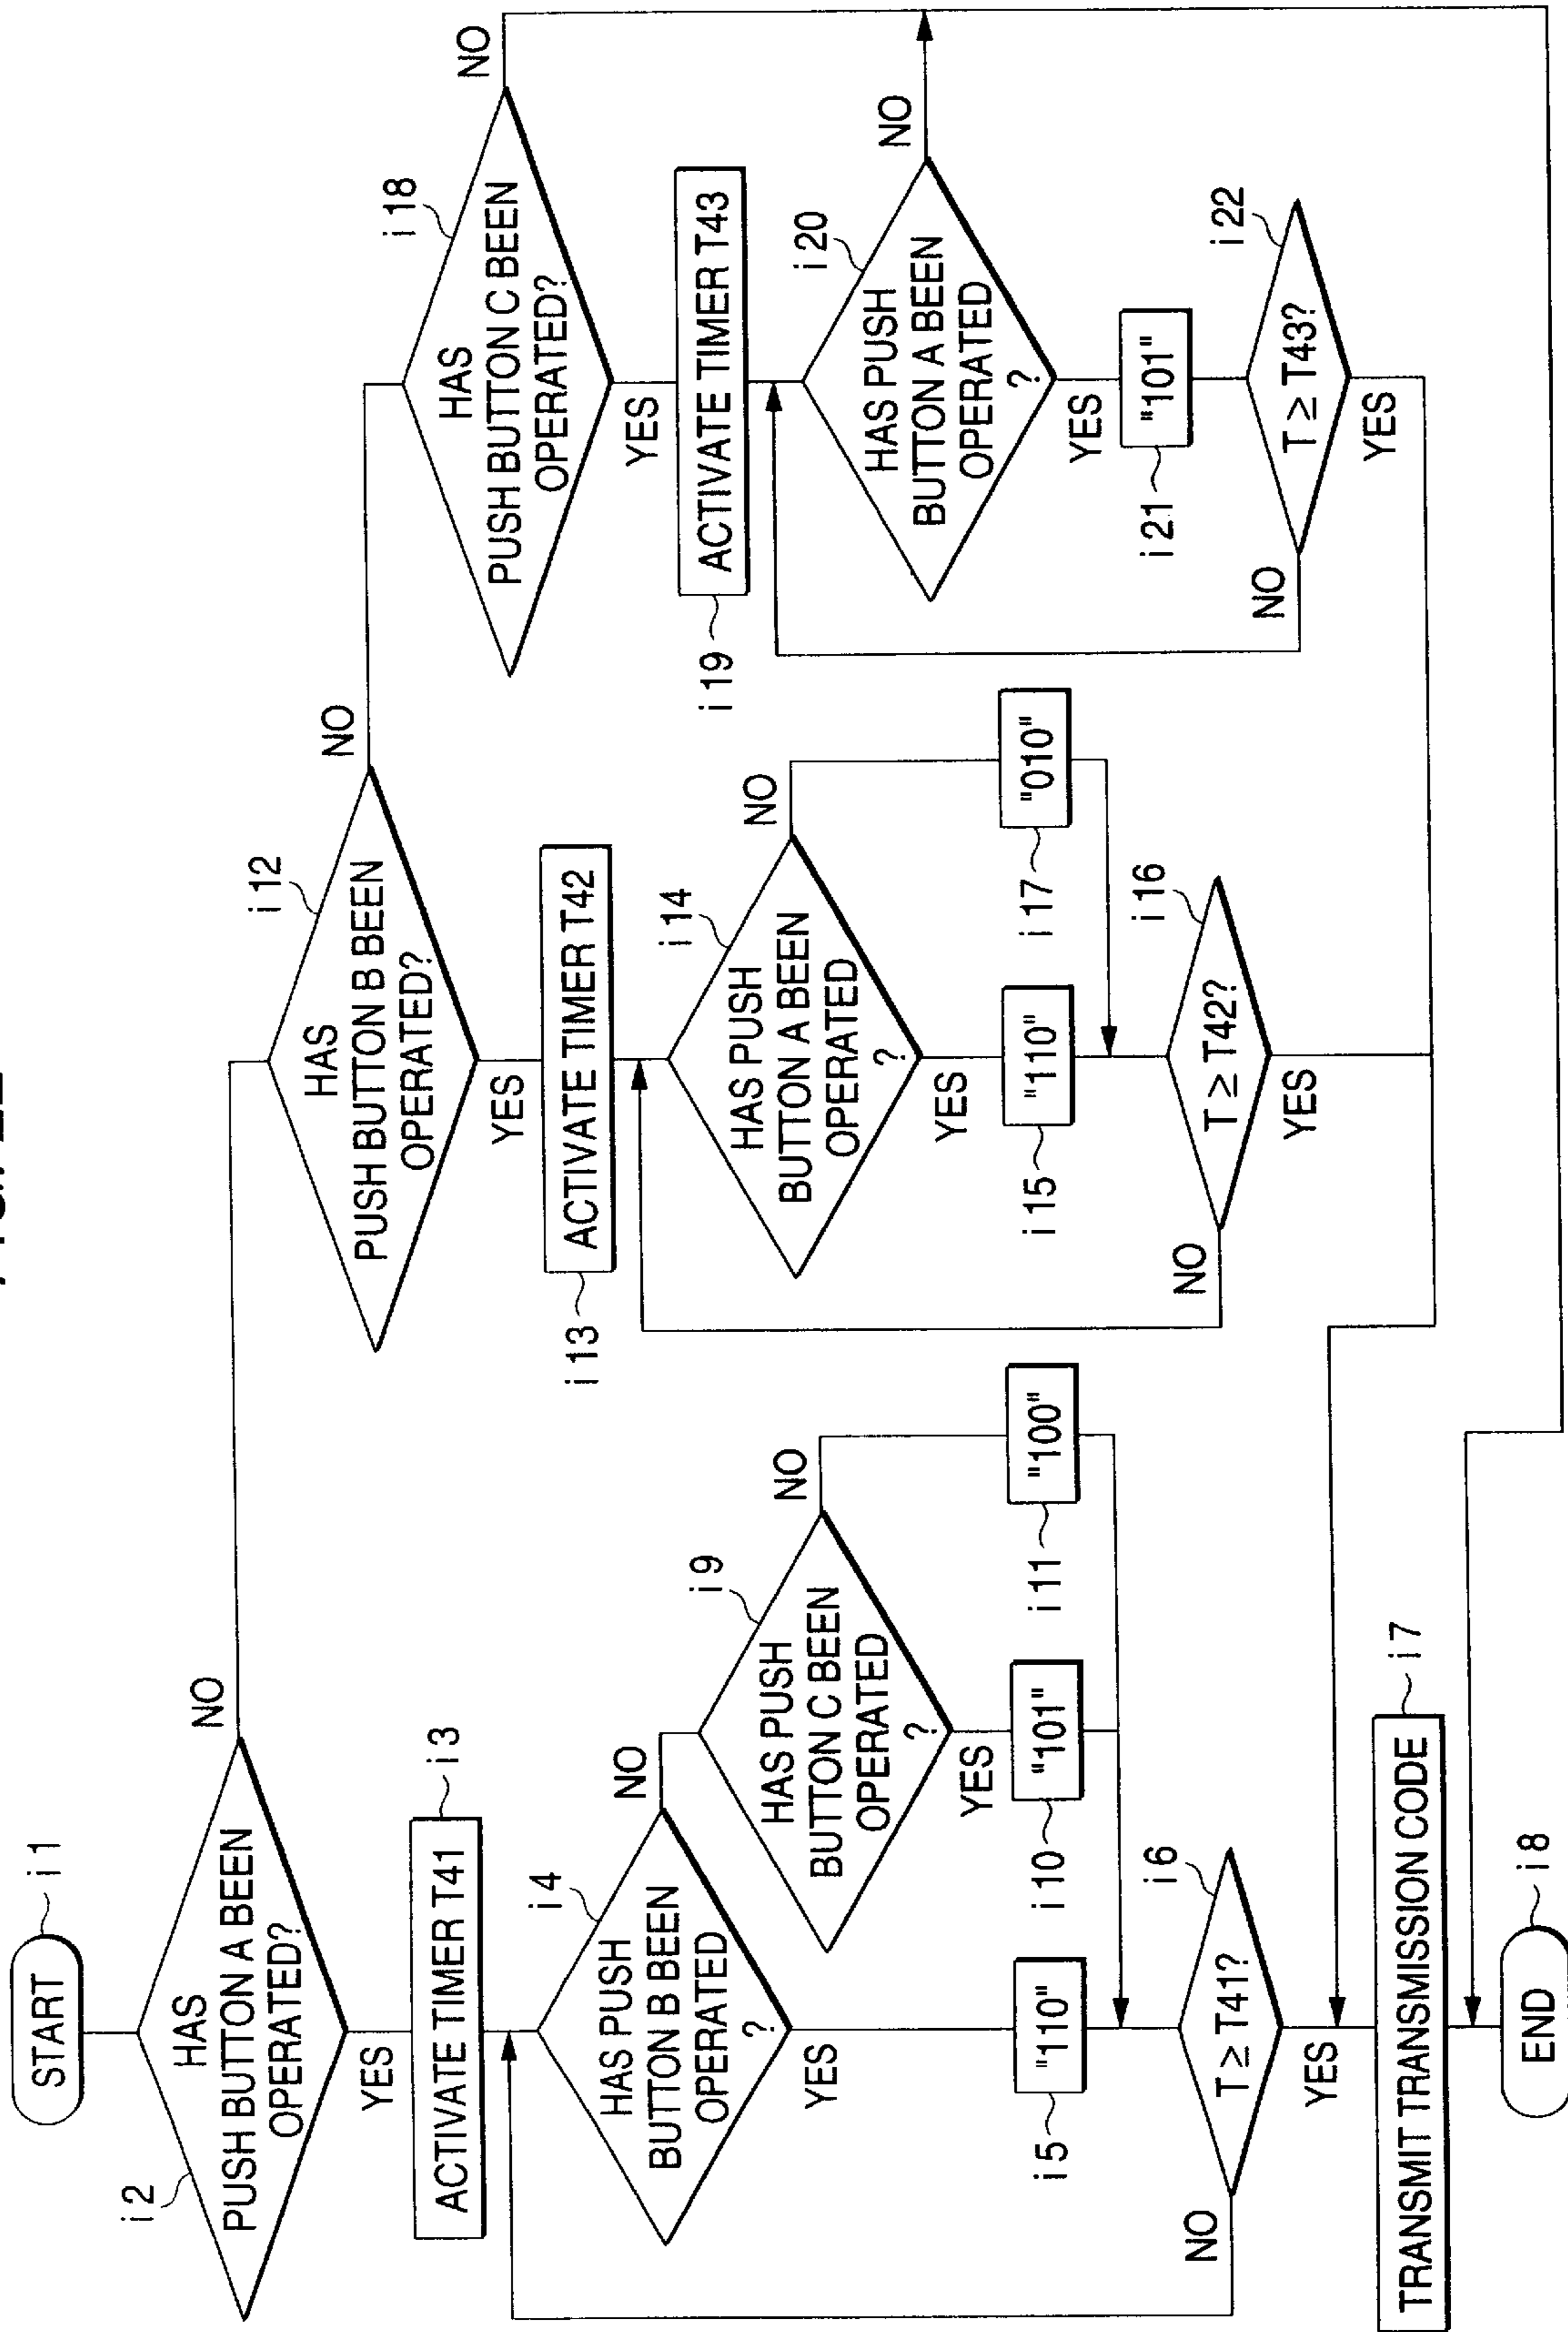 START
i1
HAS
PUSH BUTTON A BEEN
OPERATED?
i2
NO
YES
ACTIVATE TIMER T41
i3
HAS PUSH
BUTTON B BEEN
OPERATED
?
i4
NO
YES
"110"
i5
HAS PUSH
BUTTON C BEEN
OPERATED
?
i9
NO
YES
"101"
i10
"100"
i11
T ≥ T41?
i6
NO
YES
TRANSMIT TRANSMISSION CODE
i7
END
i8
HAS
PUSH BUTTON B BEEN
OPERATED?
i12
NO
YES
ACTIVATE TIMER T42
i13
HAS PUSH
BUTTON A BEEN
OPERATED
?
i14
NO
YES
"110"
i15
"010"
i17
T ≥ T42?
i16
NO
YES
HAS
PUSH BUTTON C BEEN
OPERATED?
i18
NO
YES
ACTIVATE TIMER T43
i19
HAS PUSH
BUTTON A BEEN
OPERATED
?
i20
NO
YES
"101"
i21
T ≥ T43?
i22
NO
YES